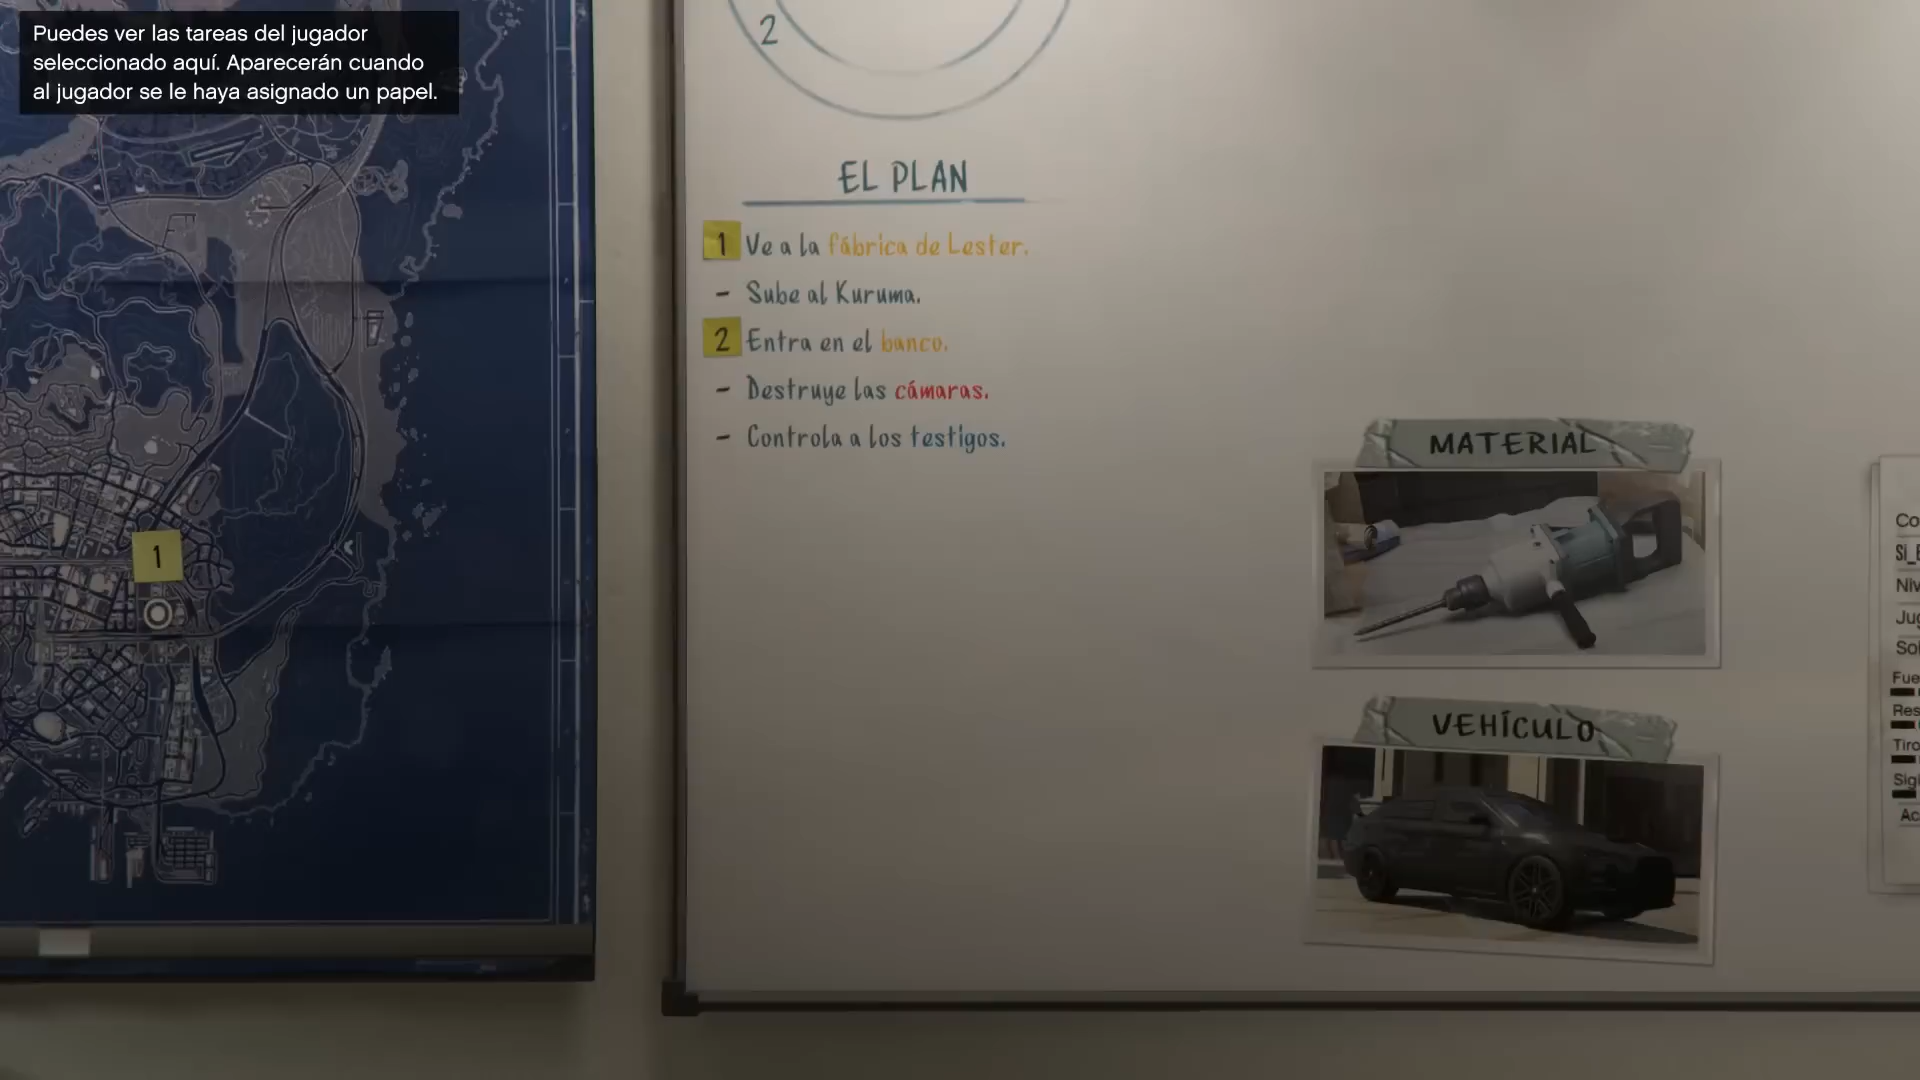 Puedes ver las tareas del jugador
seleccionado aquí. Aparecerán cuando
al jugador se le haya asignado un papel.
2
EL PLAN
1 Ve a la fábrica de Lester.
- Sube al Kuruma.
2 Entra en el banco.
- Destruye las cámaras.
- Controla a los testigos.
1
MATERIAL
VEHÍCULO